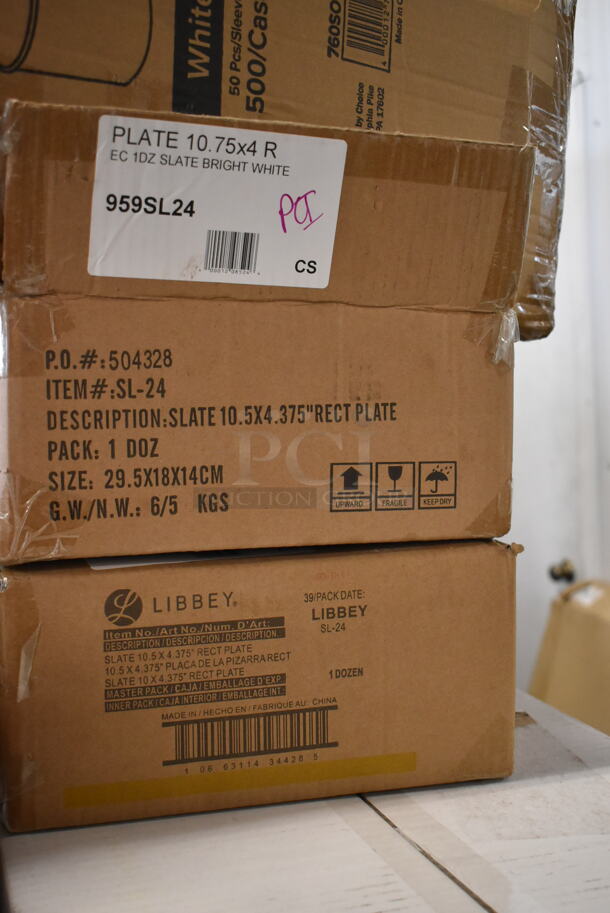 White
50 Pcs/Sleeve
500/Cas
760SO
Made in C
by Choice
PA 17602
PLATE 10.75x4 R
EC 1DZ SLATE BRIGHT WHITE
959SL24
PCI
CS
P.O.#:504328
ITEM#:SL-24
DESCRIPTION:SLATE 10.5X4.375"RECT PLATE
PACK: 1 DOZ
SIZE: 29.5X18X14CM
G.W./N.W.: 6/5 KGS
UPWARD
FRAGILE
KEEP DRY
PCI
AUCTION GROUP
LIBBEY®
Item No./Art No./Num. D'Art:
DESCRIPTION/DESCRIPCION/DESCRIPTION.
SLATE 10.5 X 4.375" RECT PLATE
10.5 X 4.375" PLACA DE LA PIZARRA RECT
SLATE 10 X 4.375" RECT PLATE
MASTER PACK/CAJA/EMBALLAGE D'EXP.
INNER PACK/CAJA INTERIOR/EMBALLAGE INT.
39/PACK DATE:
LIBBEY
SL-24
1 DOZEN
MADE IN / HECHO EN / FABRIQUE AU: CHINA
1 06 63114 34428 5